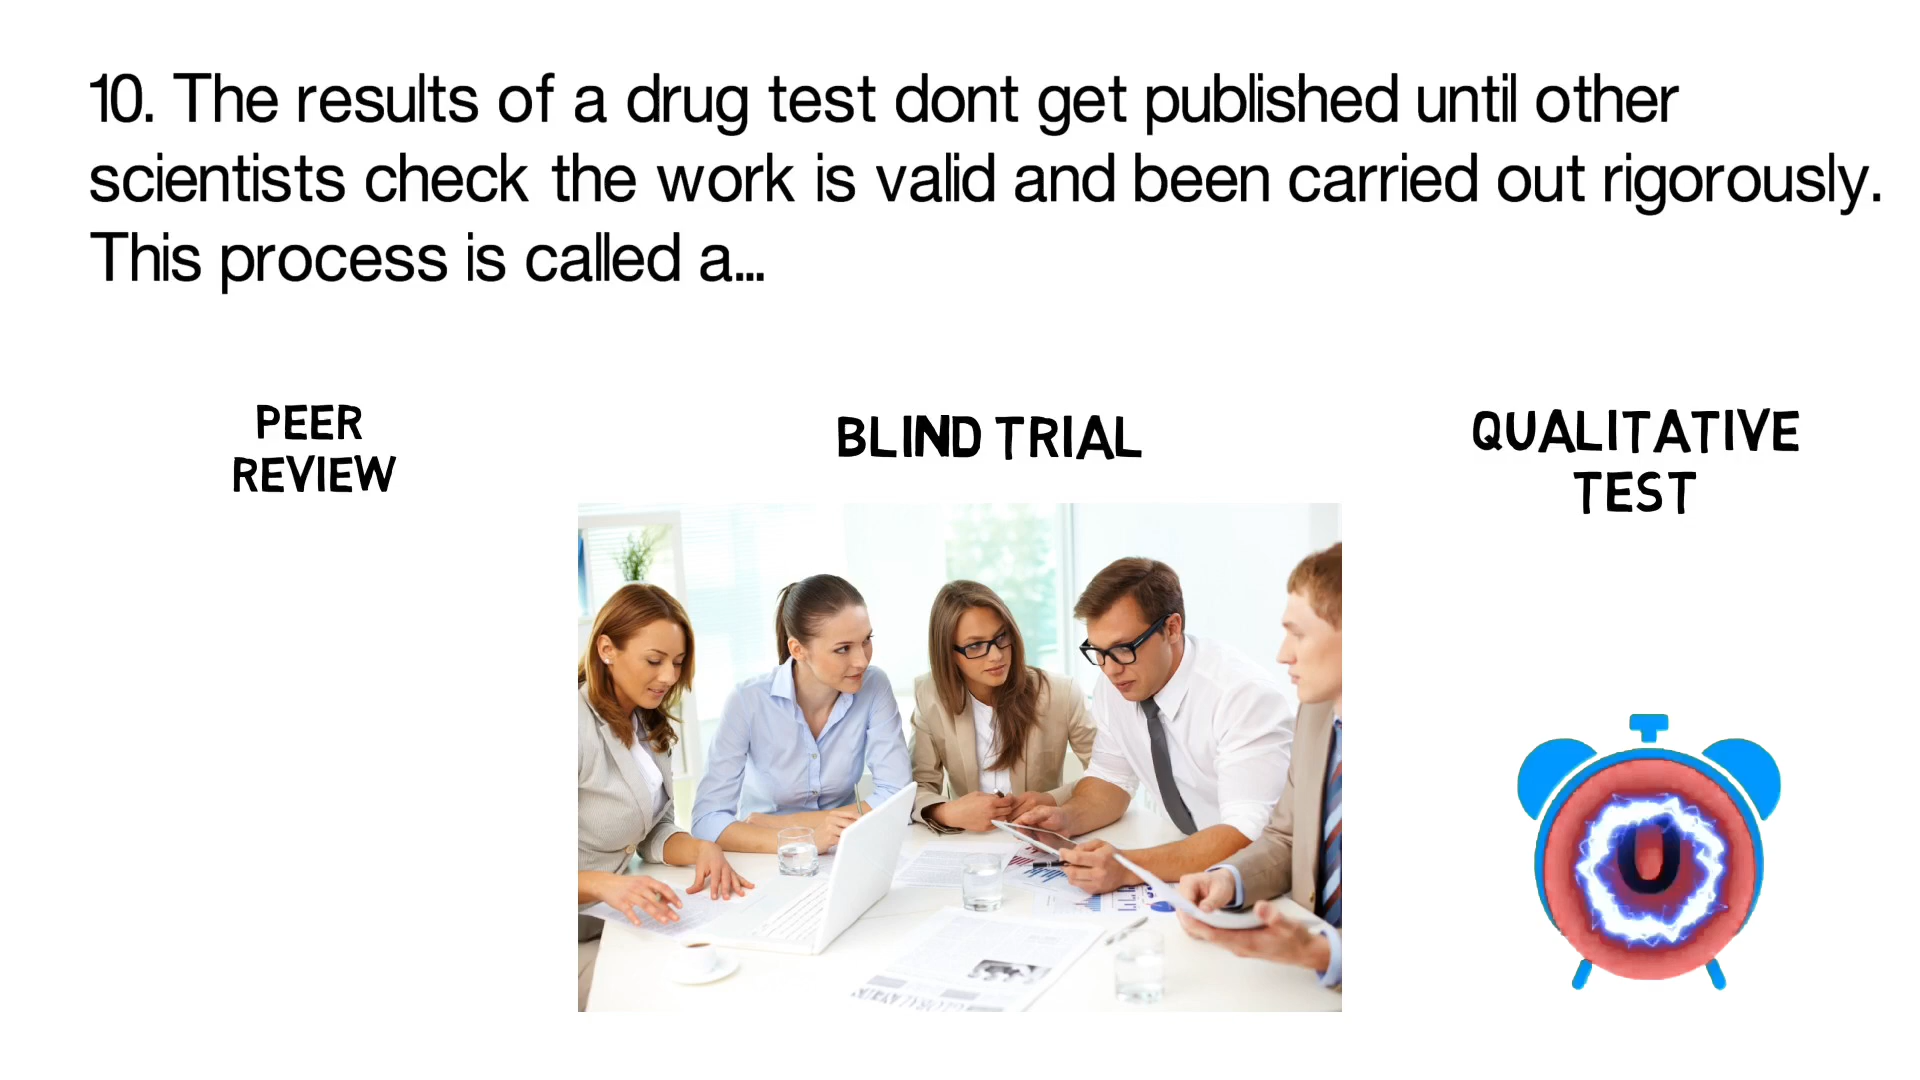 10. The results of a drug test dont get published until other
scientists check the work is valid and been carried out rigorously.
This process is called a...
PEER
REVIEW
BLIND TRIAL
QUALITATIVE
TEST
0